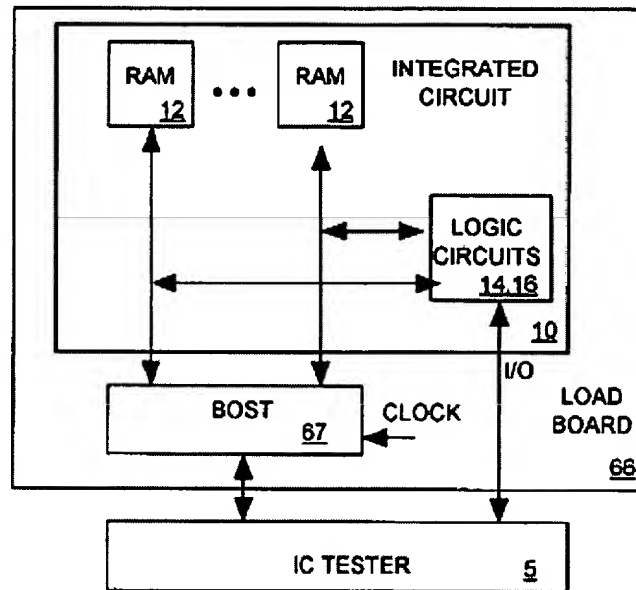 RAM
12
RAM
12
INTEGRATED
CIRCUIT
LOGIC
CIRCUITS
14,16
10
I/O
BOST
67
CLOCK
LOAD
BOARD
66
IC TESTER
5